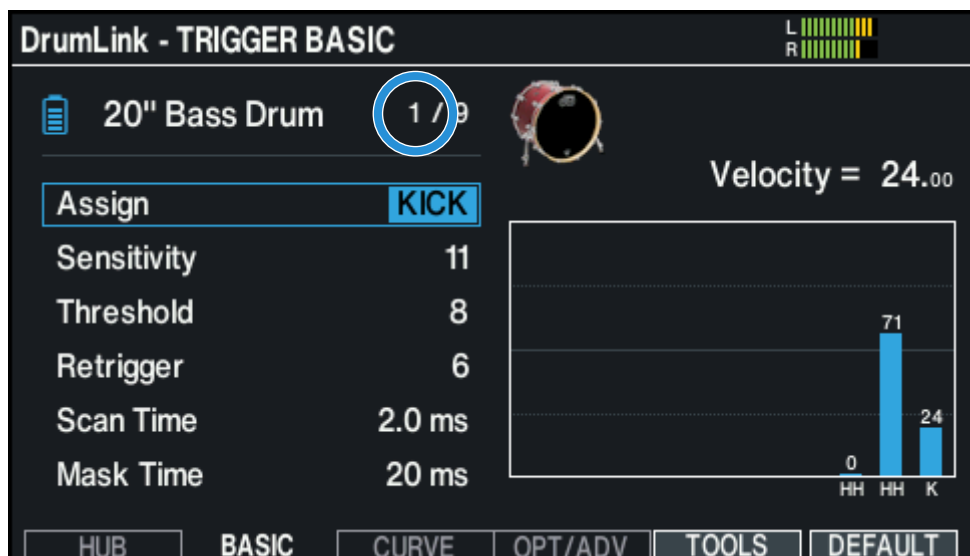 DrumLink - TRIGGER BASIC
L
R
20" Bass Drum 1 / 9
Velocity = 24.00
Assign KICK
Sensitivity 11
Threshold 8
Retrigger 6
Scan Time 2.0 ms
Mask Time 20 ms
71
24
0
HH HH K
HUB BASIC CURVE OPT/ADV TOOLS DEFAULT